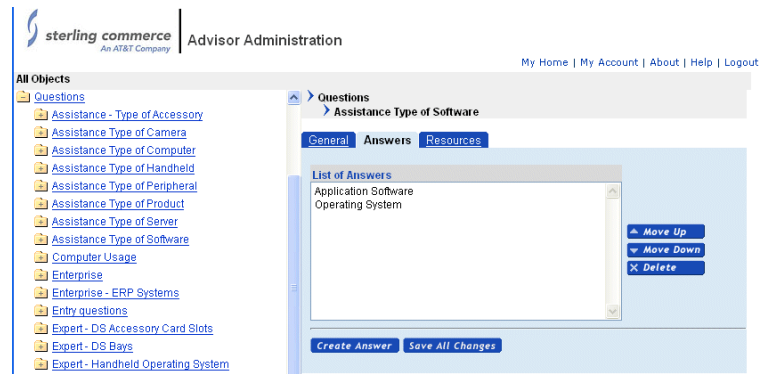 sterling commerce
An AT&T Company
Advisor Administration
My Home | My Account | About | Help | Logout
All Objects
Questions
Assistance - Type of Accessory
Assistance Type of Camera
Assistance Type of Computer
Assistance Type of Handheld
Assistance Type of Peripheral
Assistance Type of Product
Assistance Type of Server
Assistance Type of Software
Computer Usage
Enterprise
Enterprise - ERP Systems
Entry questions
Expert - DS Accessory Card Slots
Expert - DS Bays
Expert - Handheld Operating System
Questions
Assistance Type of Software
General Answers Resources
List of Answers
Application Software
Operating System
Move Up
Move Down
X Delete
Create Answer Save All Changes